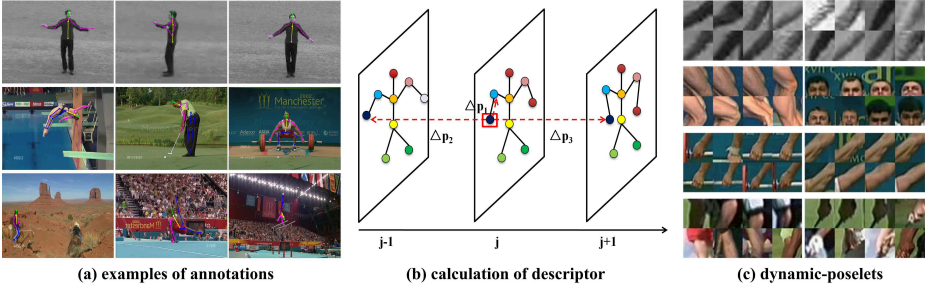 Manchester
△p₁
△p₂
△p₃
j-1
j
j+1
(a) examples of annotations
(b) calculation of descriptor
(c) dynamic-poselets